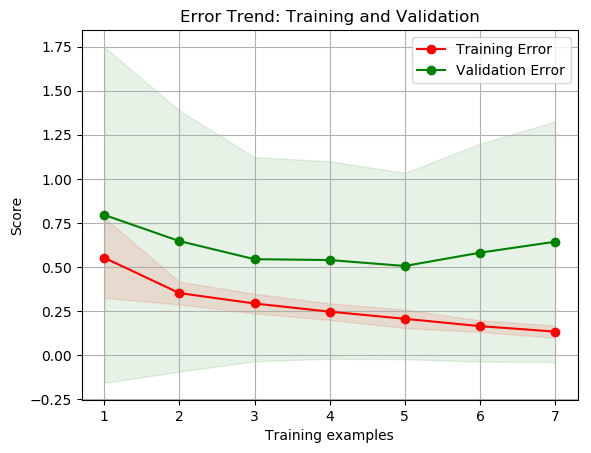 Error Trend: Training and Validation
Training Error
Validation Error
1.75
1.50
1.25
1.00
0.75
0.50
0.25
0.00
−0.25
Score
1 2 3 4 5 6 7
Training examples